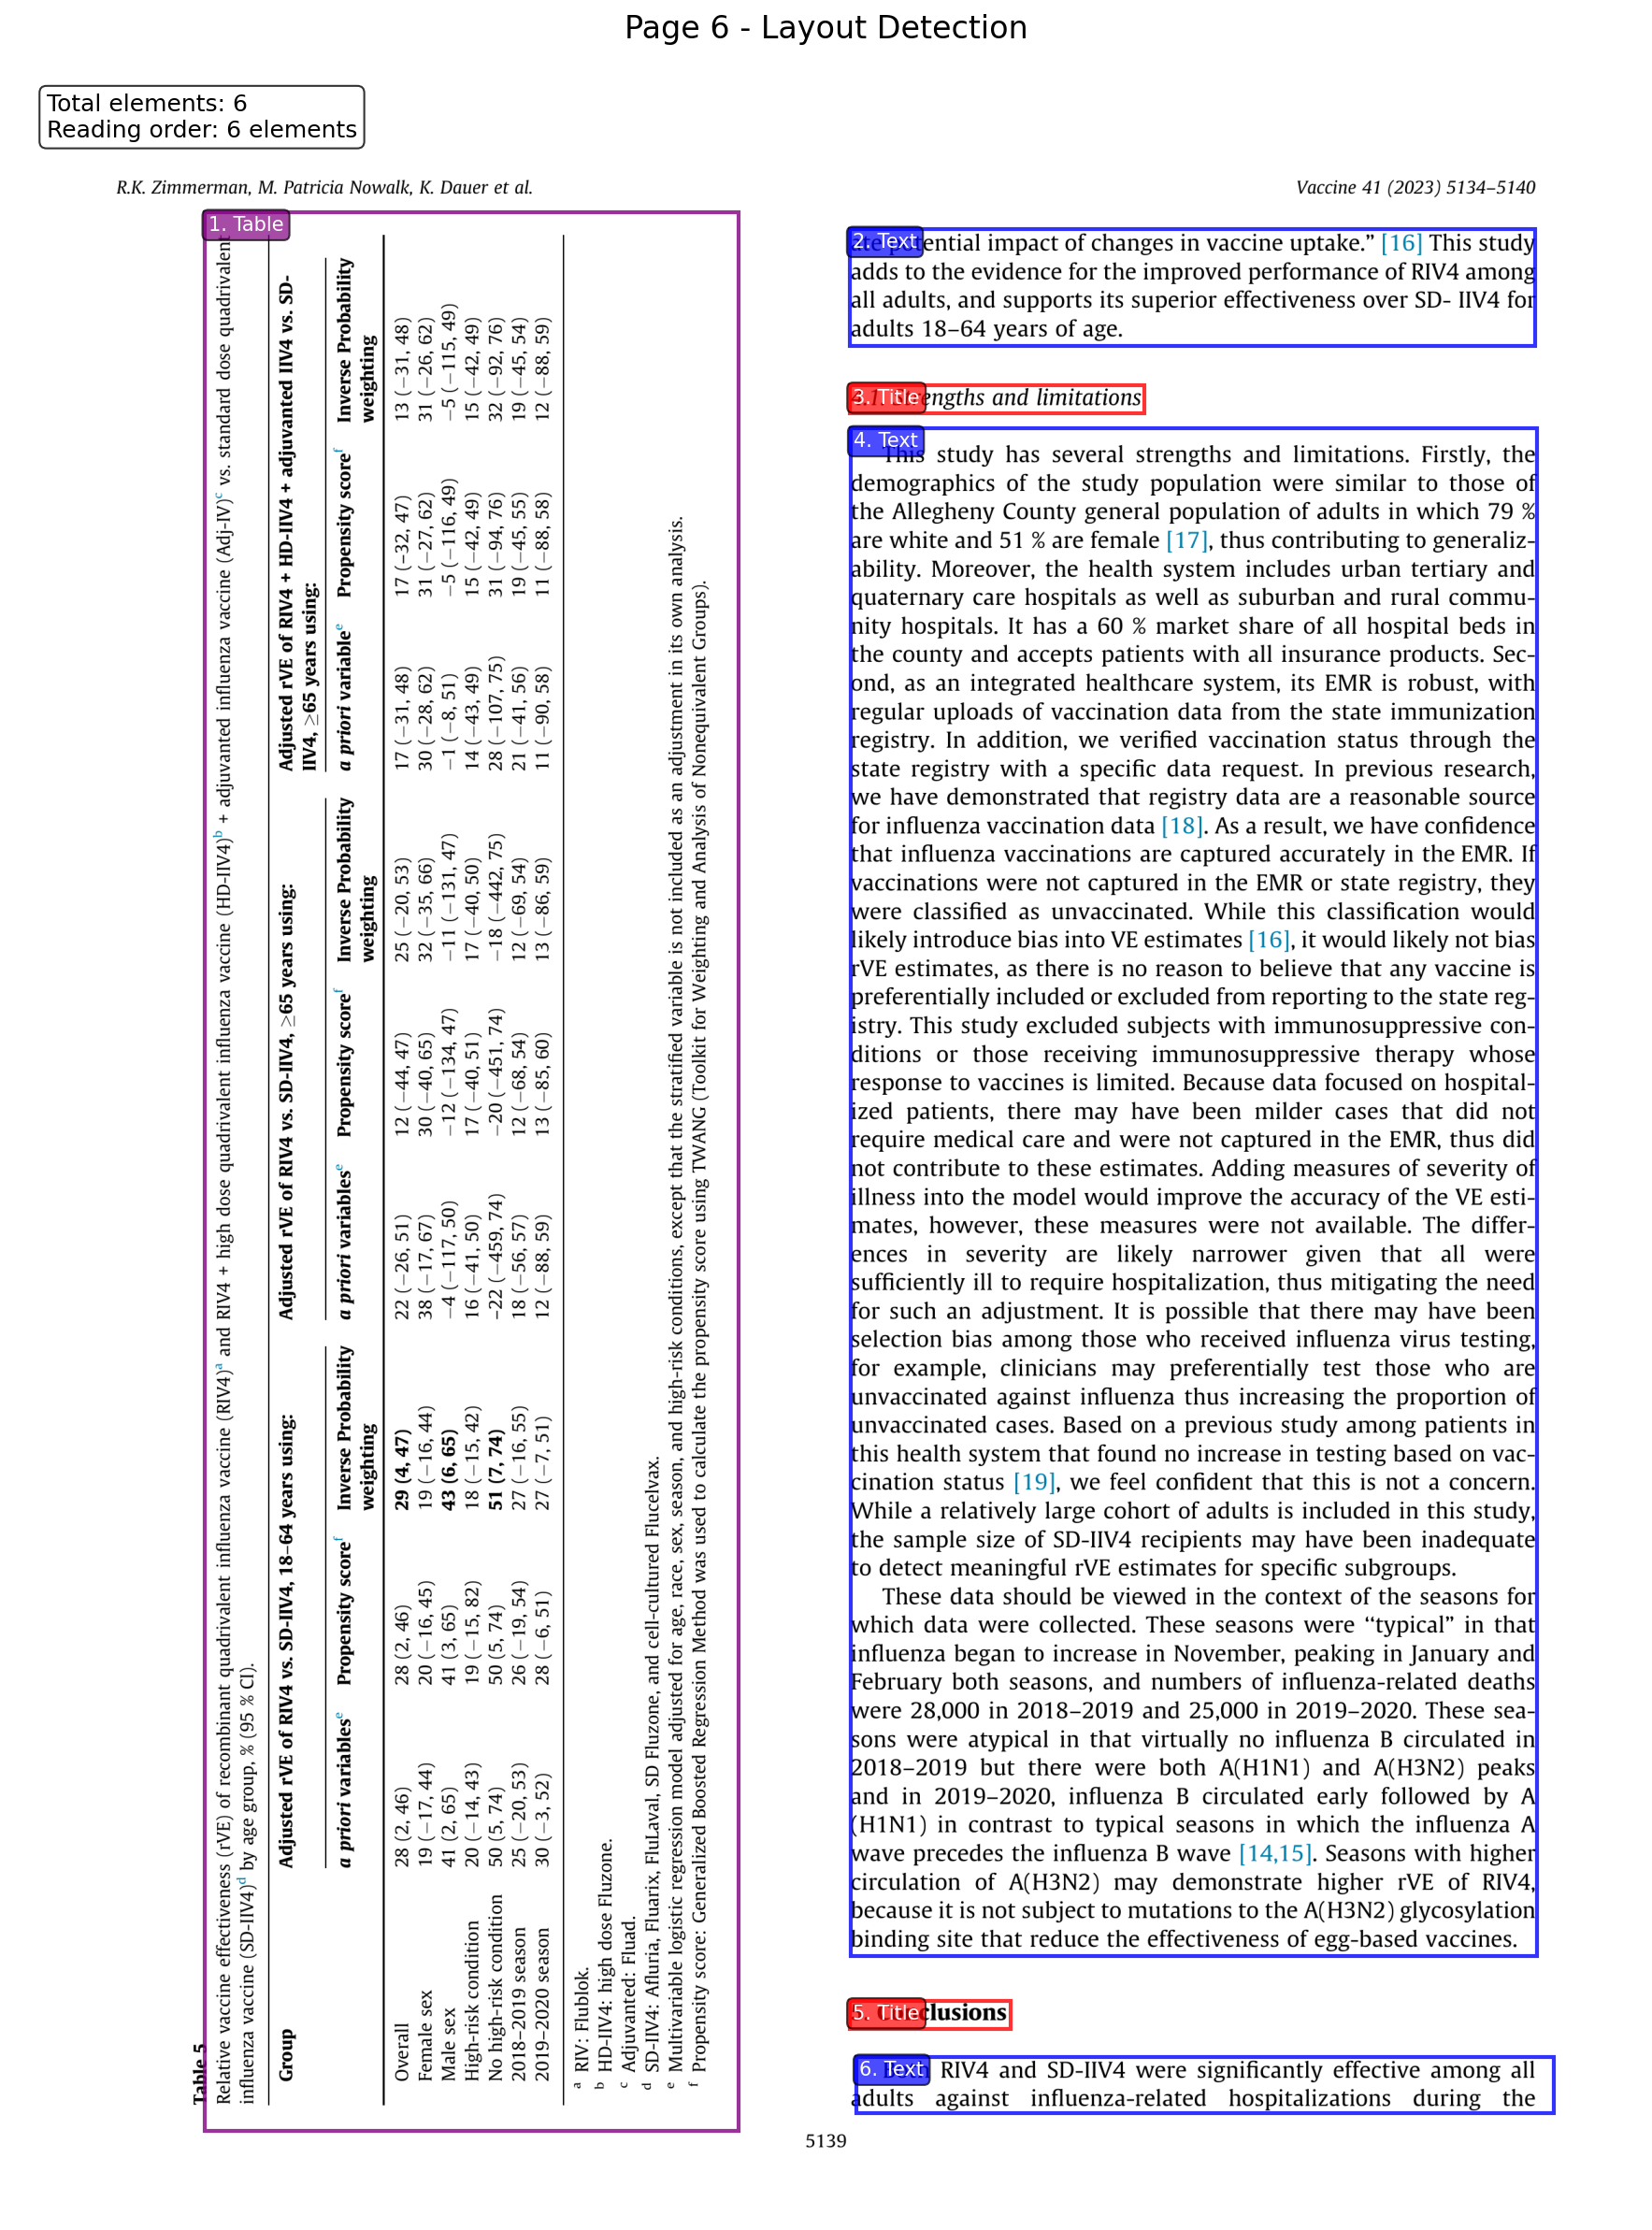 Page 6 - Layout Detection
Total elements: 6
Reading order: 6 elements
R.K. Zimmerman, M. Patricia Nowalk, K. Dauer et al.
Vaccine 41 (2023) 5134–5140
1. Table
Table 5
Relative vaccine effectiveness (rVE) of recombinant quadrivalent influenza vaccine (RIV4)a and RIV4 + high dose quadrivalent influenza vaccine (HD-IIV4)b + adjuvanted influenza vaccine (Adj-IV)c vs. standard dose quadrivalent
influenza vaccine (SD-IIV4)d by age group, % (95 % CI).
Group Adjusted rVE of RIV4 vs. SD-IIV4, 18–64 years using: Adjusted rVE of RIV4 vs. SD-IIV4, ≥65 years using: Adjusted rVE of RIV4 + HD-IIV4 + adjuvanted IIV4 vs. SD-
IIV4, ≥65 years using:
a priori variablese Propensity scoref Inverse Probability a priori variablese Propensity scoref Inverse Probability a priori variablee Propensity scoref Inverse Probability
weighting weighting weighting
Overall 28 (2, 46) 28 (2, 46) 29 (4, 47) 22 (−26, 51) 12 (−44, 47) 25 (−20, 53) 17 (−31, 48) 17 (−32, 47) 13 (−31, 48)
Female sex 19 (−17, 44) 20 (−16, 45) 19 (−16, 44) 38 (−17, 67) 30 (−40, 65) 32 (−35, 66) 30 (−28, 62) 31 (−27, 62) 31 (−26, 62)
Male sex 41 (2, 65) 41 (3, 65) 43 (6, 65) −4 (−117, 50) −12 (−134, 47) −11 (−131, 47) −1 (−8, 51) −5 (−116, 49) −5 (−115, 49)
High-risk condition 20 (−14, 43) 19 (−15, 82) 18 (−15, 42) 16 (−41, 50) 17 (−40, 51) 17 (−40, 50) 14 (−43, 49) 15 (−42, 49) 15 (−42, 49)
No high-risk condition 50 (5, 74) 50 (5, 74) 51 (7, 74) -22 (−459, 74) −20 (−451, 74) −18 (−442, 75) 28 (−107, 75) 31 (−94, 76) 32 (−92, 76)
2018–2019 season 25 (−20, 53) 26 (−19, 54) 27 (−16, 55) 18 (−56, 57) 12 (−68, 54) 12 (−69, 54) 21 (−41, 56) 19 (−45, 55) 19 (−45, 54)
2019–2020 season 30 (−3, 52) 28 (−6, 51) 27 (−7, 51) 12 (−88, 59) 13 (−85, 60) 13 (−86, 59) 11 (−90, 58) 11 (−88, 58) 12 (−88, 59)
a RIV: Flublok.
b HD-IIV4: high dose Fluzone.
c Adjuvanted: Fluad.
d SD-IIV4: Afluria, Fluarix, FluLaval, SD Fluzone, and cell-cultured Flucelvax.
e Multivariable logistic regression model adjusted for age, race, sex, season, and high-risk conditions, except that the stratified variable is not included as an adjustment in its own analysis.
f Propensity score: Generalized Boosted Regression Method was used to calculate the propensity score using TWANG (Toolkit for Weighting and Analysis of Nonequivalent Groups).
2. Text
ential impact of changes in vaccine uptake.” [16] This study
adds to the evidence for the improved performance of RIV4 among
all adults, and supports its superior effectiveness over SD- IIV4 for
adults 18–64 years of age.
3. Title
engths and limitations
4. Text
This study has several strengths and limitations. Firstly, the
demographics of the study population were similar to those of
the Allegheny County general population of adults in which 79 %
are white and 51 % are female [17], thus contributing to generaliz-
ability. Moreover, the health system includes urban tertiary and
quaternary care hospitals as well as suburban and rural commu-
nity hospitals. It has a 60 % market share of all hospital beds in
the county and accepts patients with all insurance products. Sec-
ond, as an integrated healthcare system, its EMR is robust, with
regular uploads of vaccination data from the state immunization
registry. In addition, we verified vaccination status through the
state registry with a specific data request. In previous research,
we have demonstrated that registry data are a reasonable source
for influenza vaccination data [18]. As a result, we have confidence
that influenza vaccinations are captured accurately in the EMR. If
vaccinations were not captured in the EMR or state registry, they
were classified as unvaccinated. While this classification would
likely introduce bias into VE estimates [16], it would likely not bias
rVE estimates, as there is no reason to believe that any vaccine is
preferentially included or excluded from reporting to the state reg-
istry. This study excluded subjects with immunosuppressive con-
ditions or those receiving immunosuppressive therapy whose
response to vaccines is limited. Because data focused on hospital-
ized patients, there may have been milder cases that did not
require medical care and were not captured in the EMR, thus did
not contribute to these estimates. Adding measures of severity of
illness into the model would improve the accuracy of the VE esti-
mates, however, these measures were not available. The differ-
ences in severity are likely narrower given that all were
sufficiently ill to require hospitalization, thus mitigating the need
for such an adjustment. It is possible that there may have been
selection bias among those who received influenza virus testing,
for example, clinicians may preferentially test those who are
unvaccinated against influenza thus increasing the proportion of
unvaccinated cases. Based on a previous study among patients in
this health system that found no increase in testing based on vac-
cination status [19], we feel confident that this is not a concern.
While a relatively large cohort of adults is included in this study,
the sample size of SD-IIV4 recipients may have been inadequate
to detect meaningful rVE estimates for specific subgroups.
These data should be viewed in the context of the seasons for
which data were collected. These seasons were “typical” in that
influenza began to increase in November, peaking in January and
February both seasons, and numbers of influenza-related deaths
were 28,000 in 2018–2019 and 25,000 in 2019–2020. These sea-
sons were atypical in that virtually no influenza B circulated in
2018–2019 but there were both A(H1N1) and A(H3N2) peaks
and in 2019–2020, influenza B circulated early followed by A
(H1N1) in contrast to typical seasons in which the influenza A
wave precedes the influenza B wave [14,15]. Seasons with higher
circulation of A(H3N2) may demonstrate higher rVE of RIV4,
because it is not subject to mutations to the A(H3N2) glycosylation
binding site that reduce the effectiveness of egg-based vaccines.
5. Title
clusions
6. Text
Both RIV4 and SD-IIV4 were significantly effective among all
adults against influenza-related hospitalizations during the
5139